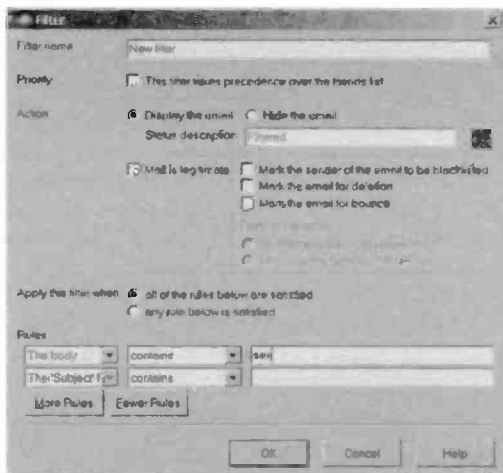 Filter
Filter name New filter
Priority This filter takes precedence over the friends list
Action Display the email Hide the email
Status description Filtered
Mail is legitimate Mark the sender of the email to be blacklisted
Mark the email for deletion
Mark the email for bounce
Apply this filter when all of the rules below are satisfied
any rule below is satisfied
Rules
The body contains sex
The 'Subject' contains
More Rules Fewer Rules
OK Cancel Help